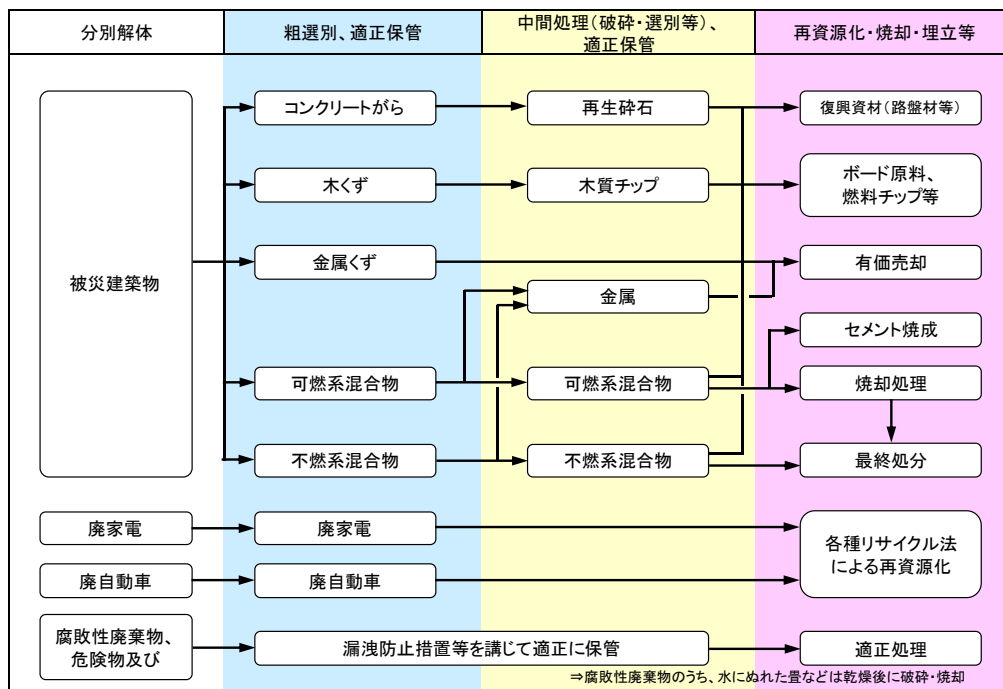 分別解体
粗選別、適正保管
中間処理(破砕・選別等)、
適正保管
再資源化・焼却・埋立等
被災建築物
コンクリートがら
再生砕石
復興資材(路盤材等)
木くず
木質チップ
ボード原料、
燃料チップ等
金属くず
有価売却
金属
セメント焼成
可燃系混合物
可燃系混合物
焼却処理
不燃系混合物
不燃系混合物
最終処分
廃家電
廃家電
各種リサイクル法
による再資源化
廃自動車
廃自動車
腐敗性廃棄物、
危険物及び
漏洩防止措置等を講じて適正に保管
適正処理
⇒腐敗性廃棄物のうち、水にぬれた畳などは乾燥後に破砕・焼却